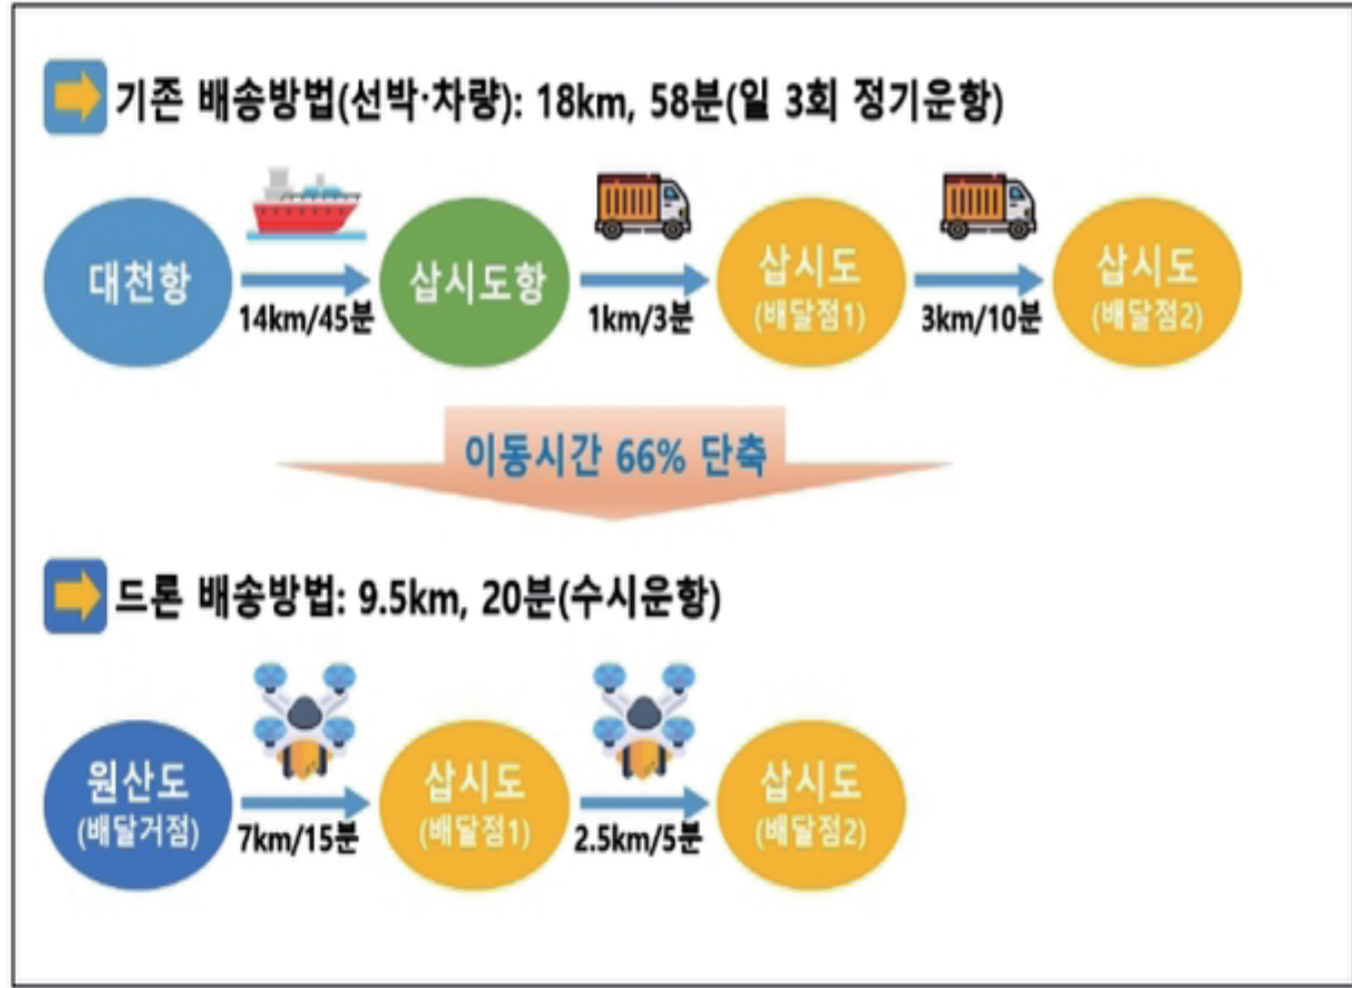 기존 배송방법(선박·차량): 18km, 58분(일 3회 정기운항)
대천항
14km/45분
삽시도항
1km/3분
삽시도
(배달점1)
3km/10분
삽시도
(배달점2)
이동시간 66% 단축
드론 배송방법: 9.5km, 20분(수시운항)
원산도
(배달거점)
7km/15분
삽시도
(배달점1)
2.5km/5분
삽시도
(배달점2)